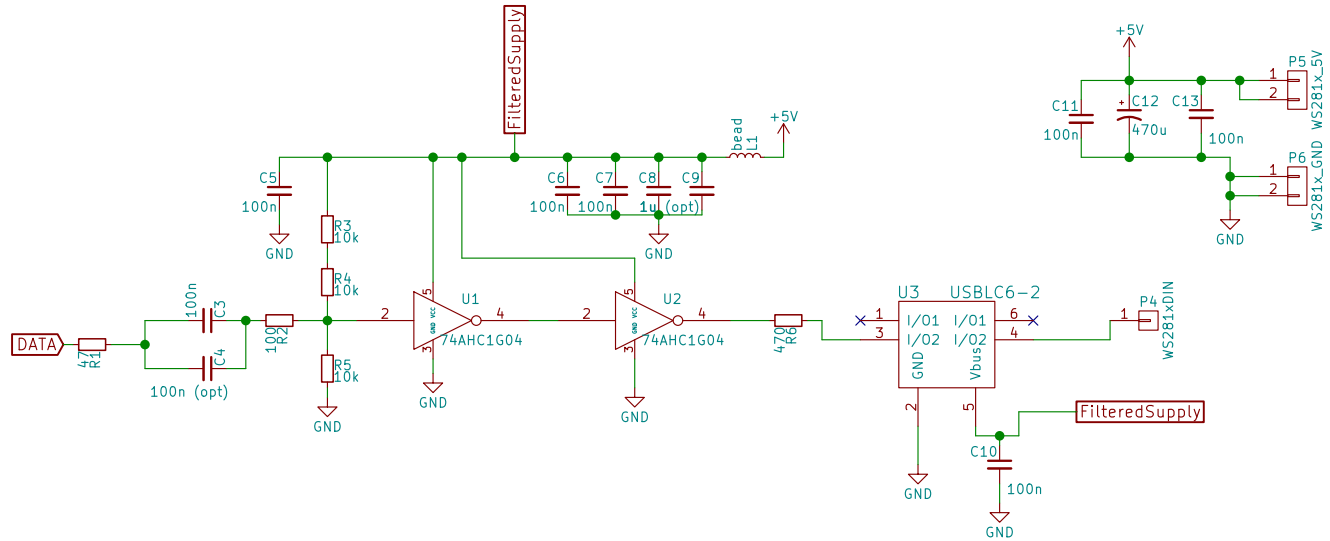 FilteredSupply
+5V
P5
1
2
WS281x_5V
C11
100n
C12
470u
C13
100n
P6
1
2
WS281x_GND
GND
bead
L1
+5V
C5
100n
GND
C6
100n
C7
100n
C8
1u (opt)
C9
GND
R3
10k
R4
10k
100n
C3
DATA
47
R1
C4
100n (opt)
100
R2
R5
10k
GND
2
5
GND VCC
3
4
U1
74AHC1G04
GND
2
5
GND VCC
3
4
U2
74AHC1G04
GND
470
R6
U3
USBLC6-2
1
I/O1
I/O1
6
3
I/O2
I/O2
4
GND
Vbus
2
5
GND
P4
1
WS281xDIN
FilteredSupply
C10
100n
GND